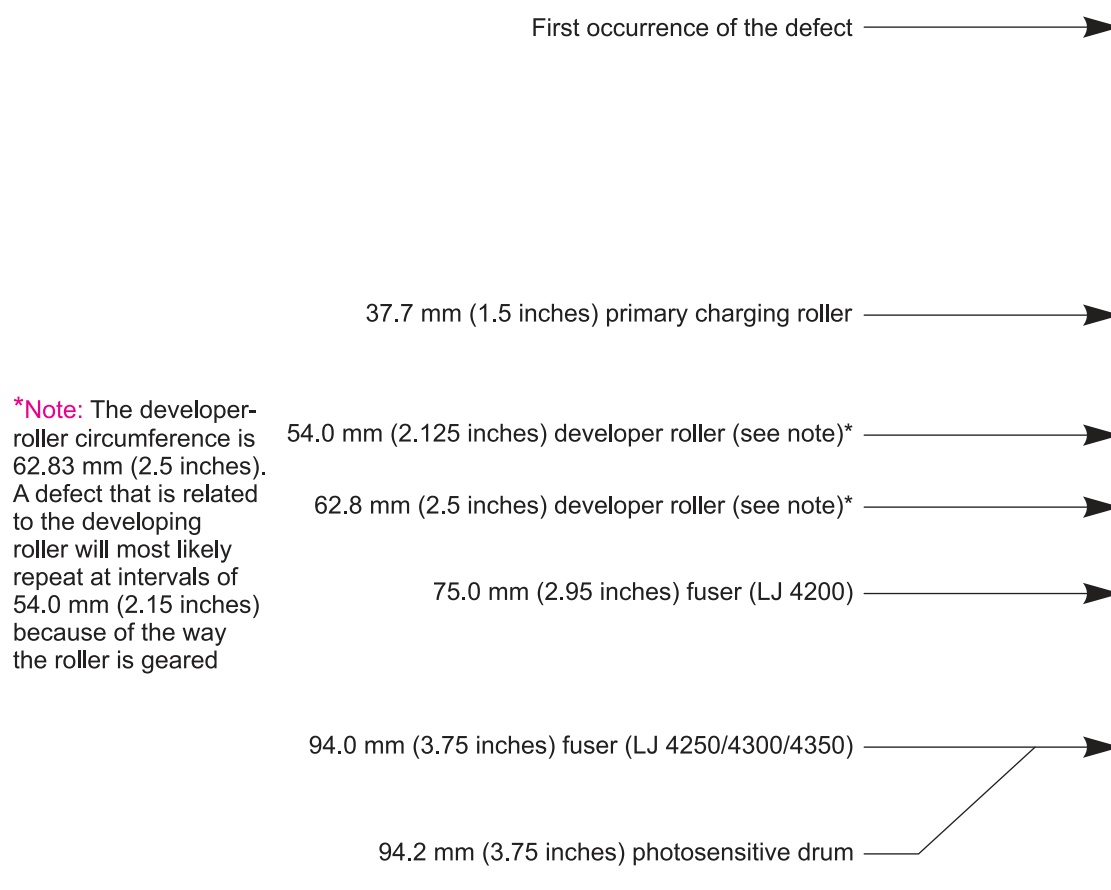 First occurrence of the defect
37.7 mm (1.5 inches) primary charging roller
*Note: The developer-
roller circumference is
62.83 mm (2.5 inches).
A defect that is related
to the developing
roller will most likely
repeat at intervals of
54.0 mm (2.15 inches)
because of the way
the roller is geared
54.0 mm (2.125 inches) developer roller (see note)*
62.8 mm (2.5 inches) developer roller (see note)*
75.0 mm (2.95 inches) fuser (LJ 4200)
94.0 mm (3.75 inches) fuser (LJ 4250/4300/4350)
94.2 mm (3.75 inches) photosensitive drum